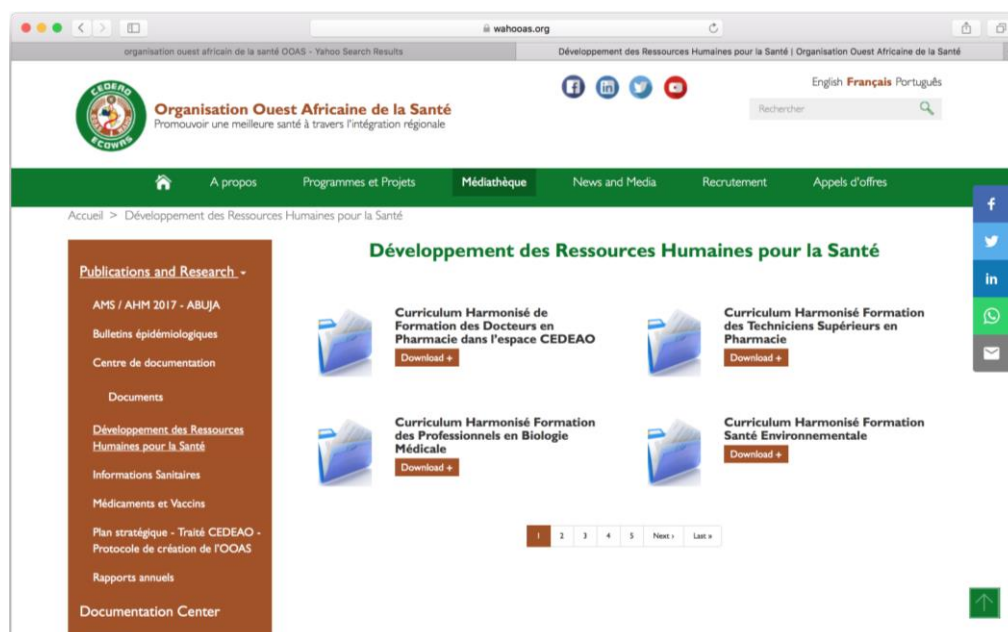 wahooas.org
organisation ouest africain de la santé OOAS - Yahoo Search Results
Développement des Ressources Humaines pour la Santé | Organisation Ouest Africaine de la Santé
CEDEAO
ECOWAS
Organisation Ouest Africaine de la Santé
Promouvoir une meilleure santé à travers l'intégration régionale
English Français Português
Rechercher
A propos
Programmes et Projets
Médiathèque
News and Media
Recrutement
Appels d'offres
Accueil > Développement des Ressources Humaines pour la Santé
Publications and Research
AMS / AHM 2017 - ABUJA
Bulletins épidémiologiques
Centre de documentation
Documents
Développement des Ressources
Humaines pour la Santé
Informations Sanitaires
Médicaments et Vaccins
Plan stratégique - Traité CEDEAO -
Protocole de création de l'OOAS
Rapports annuels
Documentation Center
Développement des Ressources Humaines pour la Santé
Curriculum Harmonisé de
Formation des Docteurs en
Pharmacie dans l'espace CEDEAO
Download +
Curriculum Harmonisé Formation
des Techniciens Supérieurs en
Pharmacie
Download +
Curriculum Harmonisé Formation
des Professionnels en Biologie
Médicale
Download +
Curriculum Harmonisé Formation
Santé Environnementale
Download +
1 2 3 4 5 Next › Last »